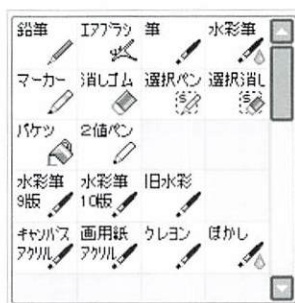 鉛筆 エアブラシ 筆 水彩筆
マーカー 消しゴム 選択ペン 選択消し
バケツ 2値ペン
水彩筆 水彩筆 旧水彩
9版 10版
キャンバス 画用紙 クレヨン ぼかし
アクリル アクリル